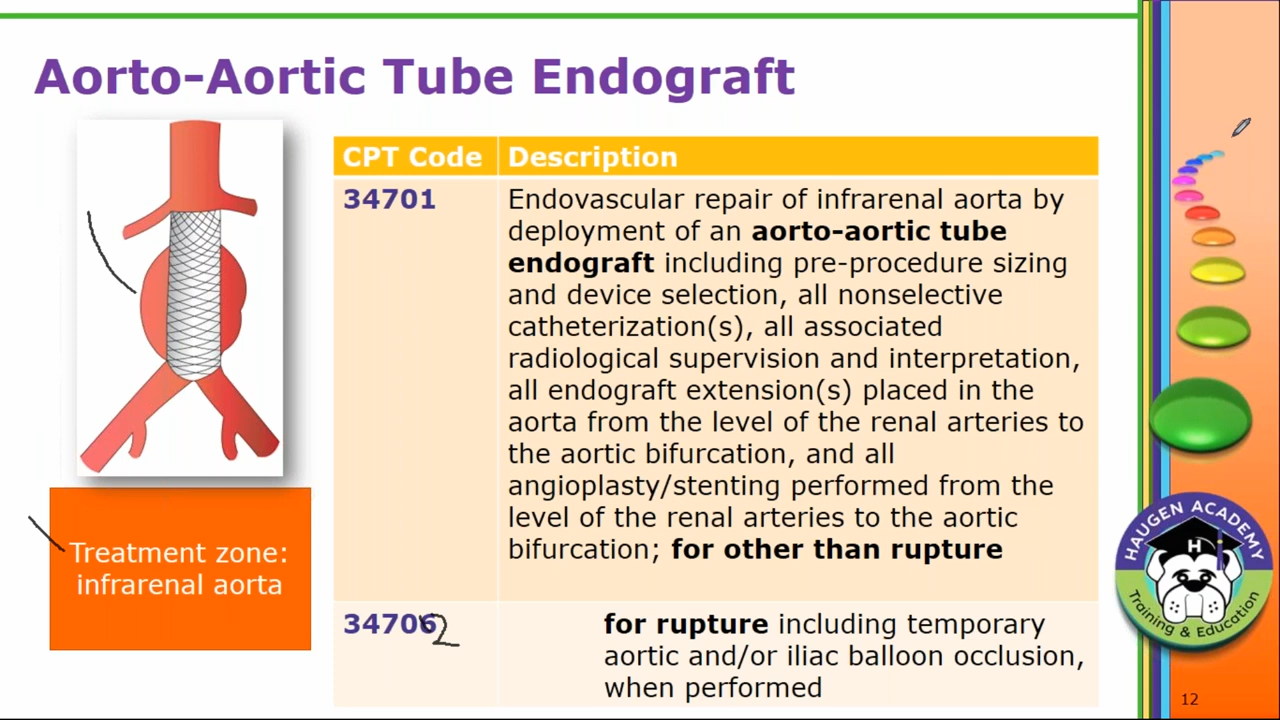 Aorto-Aortic Tube Endograft
CPT Code Description
34701 Endovascular repair of infrarenal aorta by
deployment of an aorto-aortic tube
endograft including pre-procedure sizing
and device selection, all nonselective
catheterization(s), all associated
radiological supervision and interpretation,
all endograft extension(s) placed in the
aorta from the level of the renal arteries to
the aortic bifurcation, and all
angioplasty/stenting performed from the
level of the renal arteries to the aortic
bifurcation; for other than rupture
34706 2 for rupture including temporary
aortic and/or iliac balloon occlusion,
when performed
Treatment zone:
infrarenal aorta
HAUGEN ACADEMY
H
Training & Education
12